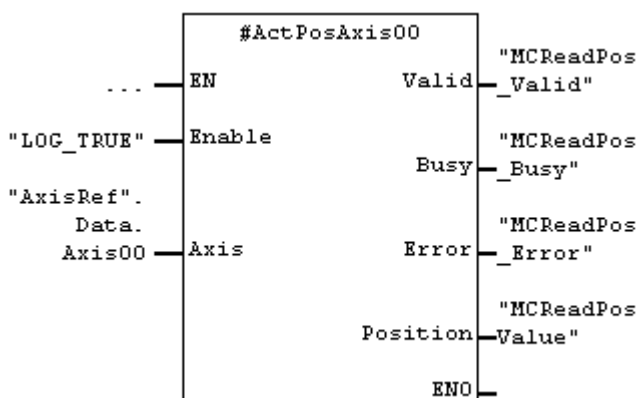 #ActPosAxis00
... EN
Valid "MCReadPos
_Valid"
"LOG_TRUE" Enable
Busy "MCReadPos
_Busy"
"AxisRef".
Data.
Axis00 Axis
Error "MCReadPos
_Error"
Position "MCReadPos
Value"
ENO